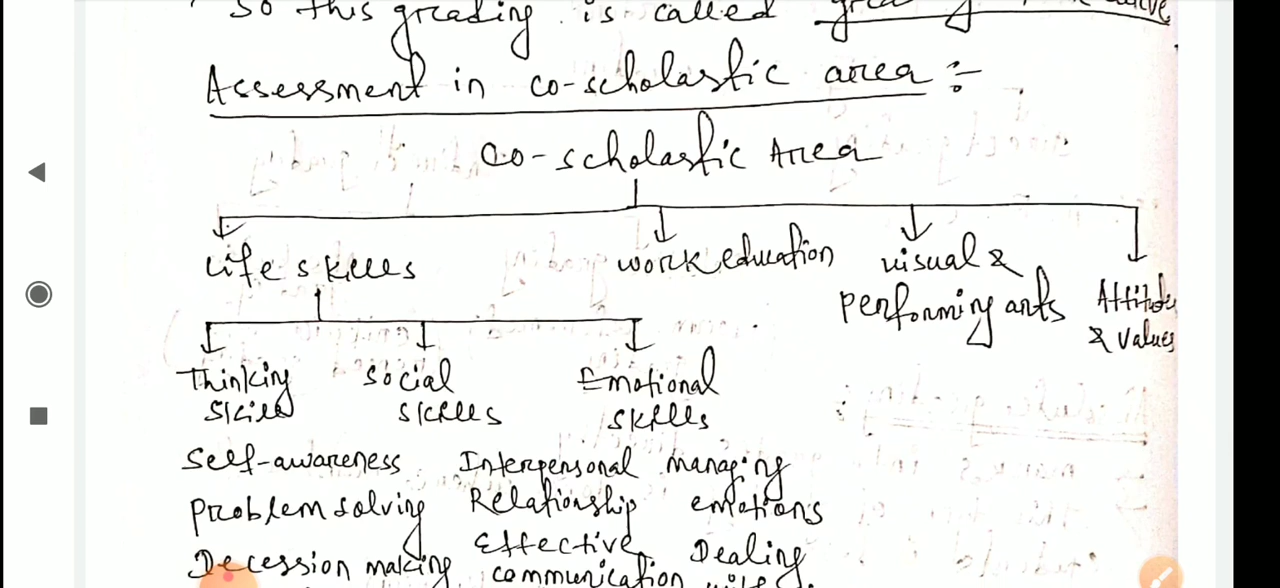 So this grading is called
Assessment in co-scholastic area :-
co-scholastic Area
Life skills work education visual &
performing arts Attitudes
& values
Thinking Social Emotional
skills skills skills
Self-awareness Interpersonal managing
Problem solving Relationship emotions
Effective Dealing
Decession making communication